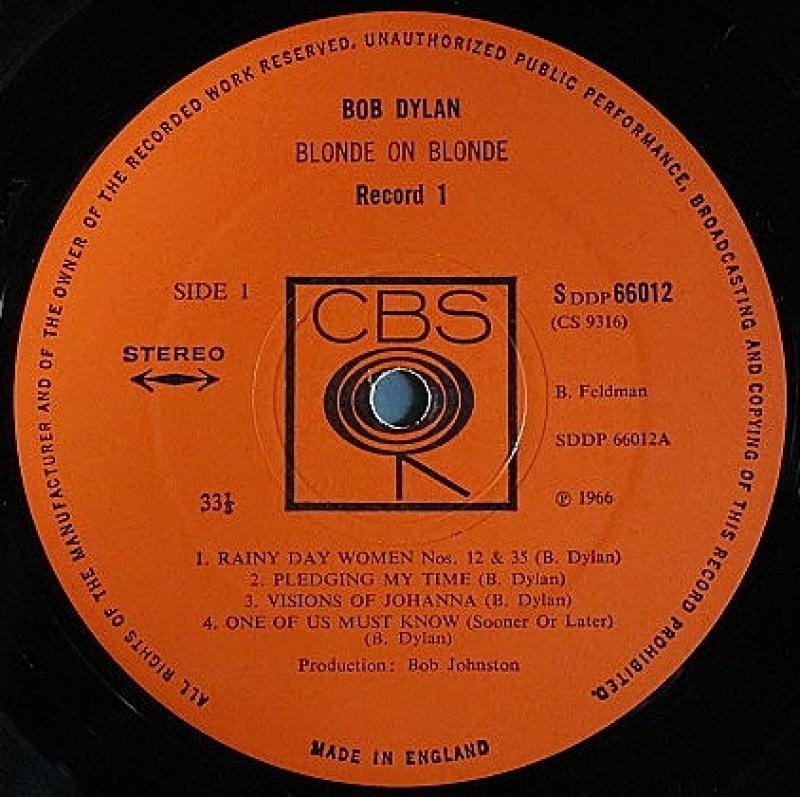 ALL RIGHTS OF THE MANUFACTURER AND OF THE OWNER OF THE RECORDED WORK RESERVED. UNAUTHORIZED PUBLIC PERFORMANCE, BROADCASTING AND COPYING OF THIS RECORD PROHIBITED.
BOB DYLAN
BLONDE ON BLONDE
Record 1
SIDE 1
STEREO
33⅓
CBS
S DDP 66012
(CS 9316)
B. Feldman
SDDP 66012A
℗ 1966
1. RAINY DAY WOMEN Nos. 12 & 35 (B. Dylan)
2. PLEDGING MY TIME (B. Dylan)
3. VISIONS OF JOHANNA (B. Dylan)
4. ONE OF US MUST KNOW (Sooner Or Later)
(B. Dylan)
Production: Bob Johnston
MADE IN ENGLAND